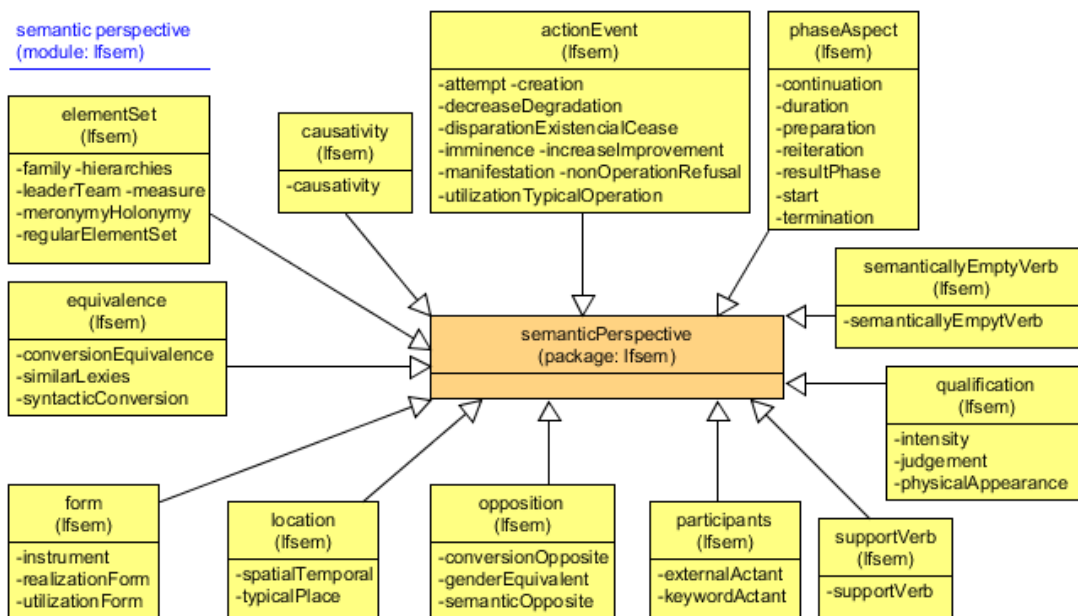 semantic perspective
(module: lfsem)
actionEvent
(lfsem)
-attempt -creation
-decreaseDegradation
-disparationExistencialCease
-imminence -increaseImprovement
-manifestation -nonOperationRefusal
-utilizationTypicalOperation
phaseAspect
(lfsem)
-continuation
-duration
-preparation
-reiteration
-resultPhase
-start
-termination
elementSet
(lfsem)
-family -hierarchies
-leaderTeam -measure
-meronymyHolonymy
-regularElementSet
causativity
(lfsem)
-causativity
semanticallyEmptyVerb
(lfsem)
-semanticallyEmpytVerb
equivalence
(lfsem)
-conversionEquivalence
-similarLexies
-syntacticConversion
semanticPerspective
(package: lfsem)
qualification
(lfsem)
-intensity
-judgement
-physicalAppearance
form
(lfsem)
-instrument
-realizationForm
-utilizationForm
location
(lfsem)
-spatialTemporal
-typicalPlace
opposition
(lfsem)
-conversionOpposite
-genderEquivalent
-semanticOpposite
participants
(lfsem)
-externalActant
-keywordActant
supportVerb
(lfsem)
-supportVerb